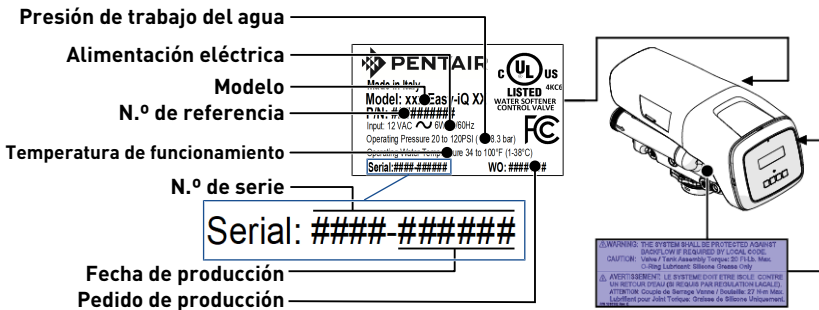 Presión de trabajo del agua
Alimentación eléctrica
Modelo
N.º de referencia
Temperatura de funcionamiento
N.º de serie
Fecha de producción
Pedido de producción
PENTAIR
Made in Italy
Model: xxx Easy-iQ XX
P/N: ##########
Input: 12 VAC 6W /60Hz
Operating Pressure 20 to 120PSI ( 8.3 bar)
Operating Water Temperature 34 to 100°F (1-38°C)
Serial:####-######
WO: ######
c UL US
4KC6
LISTED
WATER SOFTENER
CONTROL VALVE
FC
Serial: ####-######
⚠WARNING: THE SYSTEM SHALL BE PROTECTED AGAINST
BACKFLOW IF REQUIRED BY LOCAL CODE.
CAUTION: Valve / Tank Assembly Torque: 20 Ft-Lb. Max.
O-Ring Lubricant: Silicone Grease Only
⚠ AVERTISSEMENT: LE SYSTEME DOIT ETRE ISOLE CONTRE
UN RETOUR D'EAU (SI REQUIS PAR REGULATION LAGALE).
ATTENTION: Couple de Serrage Vanne / Bouteille: 27 N-m Max.
Lubrifiant pour Joint Torique: Graisse de Silicone Uniquement.